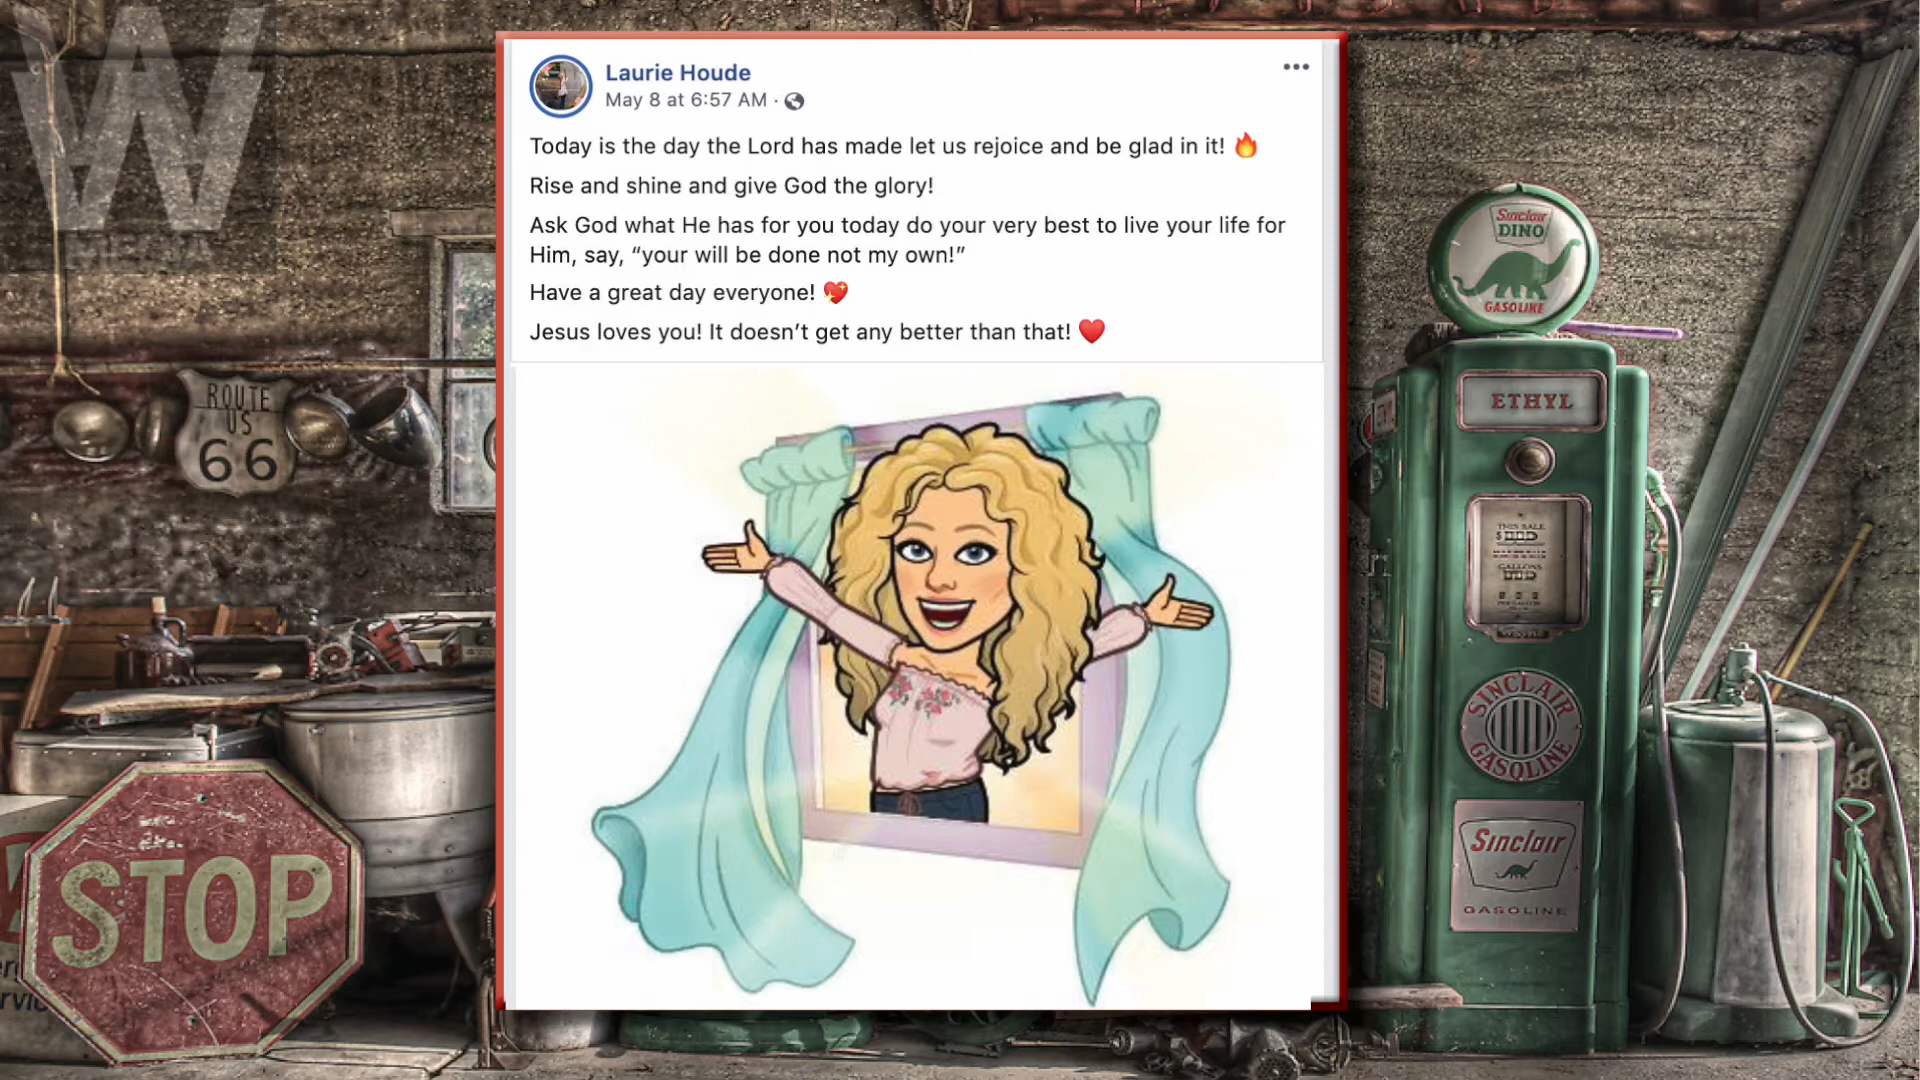 W
Laurie Houde
May 8 at 6:57 AM ·
Today is the day the Lord has made let us rejoice and be glad in it! 🔥
Rise and shine and give God the glory!
Ask God what He has for you today do your very best to live your life for
Him, say, “your will be done not my own!”
Have a great day everyone! 💖
Jesus loves you! It doesn’t get any better than that! ❤️
ROUTE
US
66
STOP
Sinclair
DINO
GASOLINE
ETHYL
THIS SALE
$
GALLONS
SINCLAIR
GASOLINE
Sinclair
GASOLINE